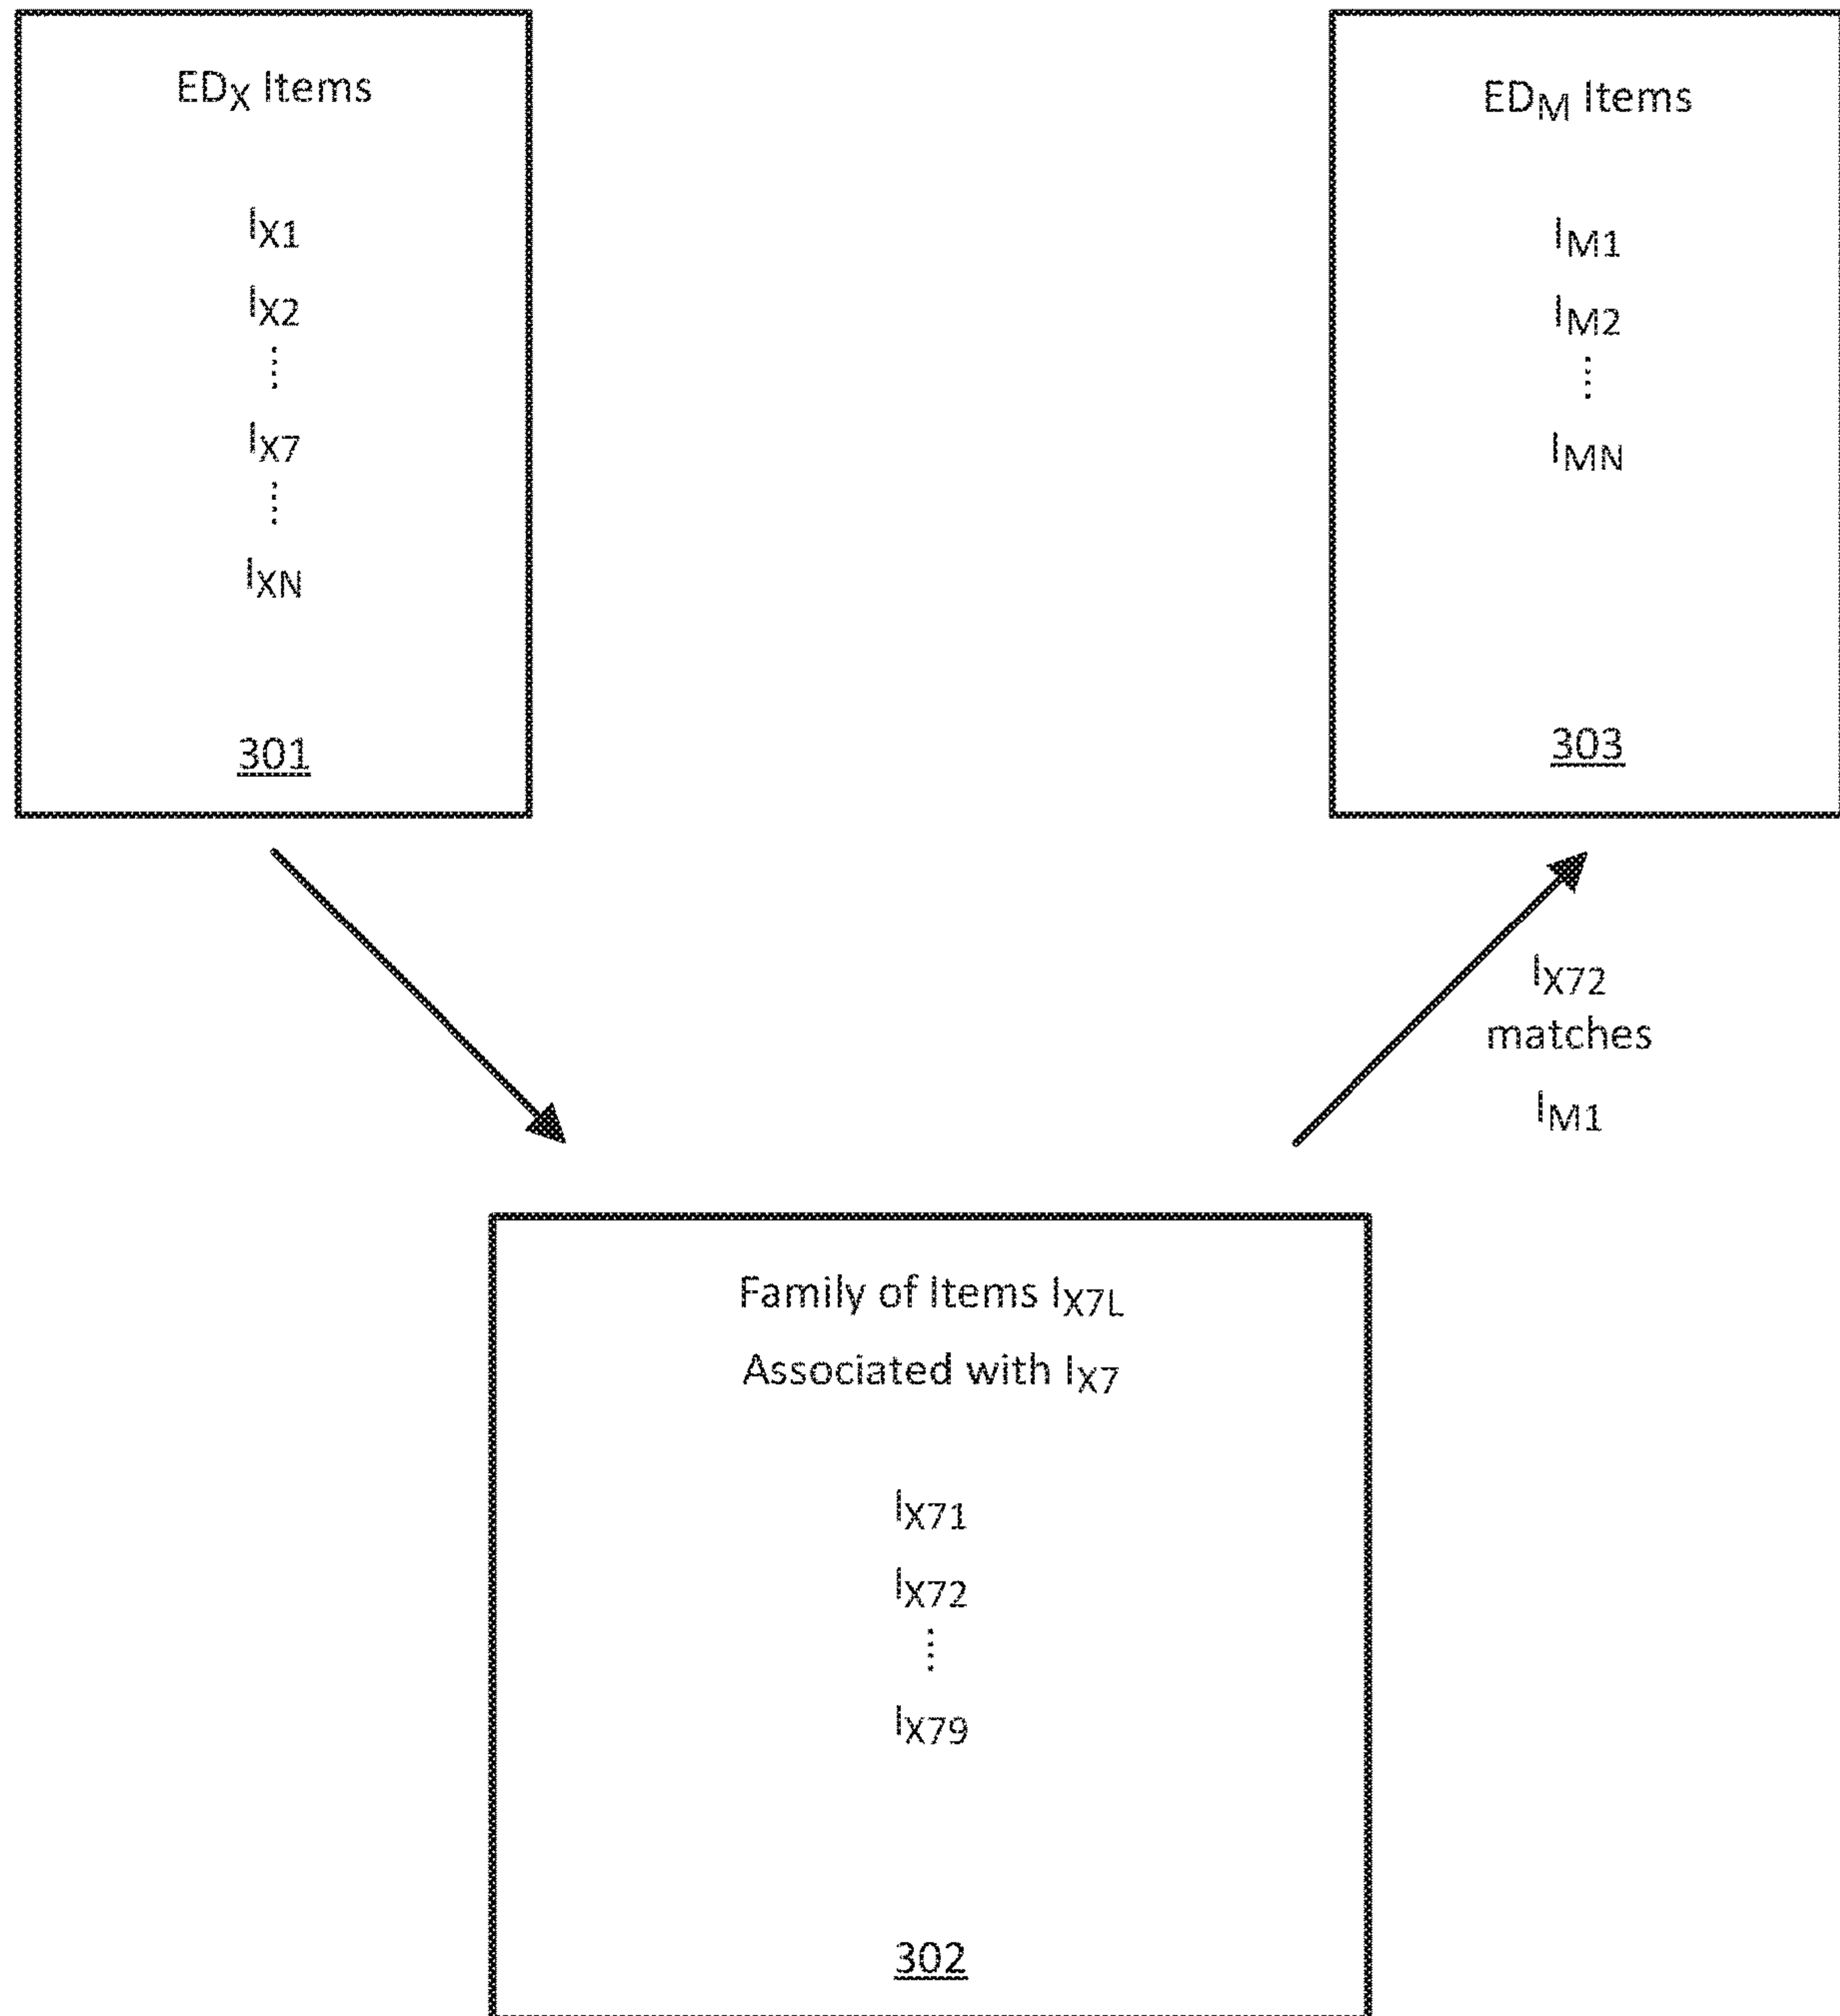 EDX Items
IX1
IX2
⋮
IX7
⋮
IXN
301
EDM Items
IM1
IM2
⋮
IMN
303
IX72
matches
IM1
Family of Items IX7L
Associated with IX7
IX71
IX72
⋮
IX79
302